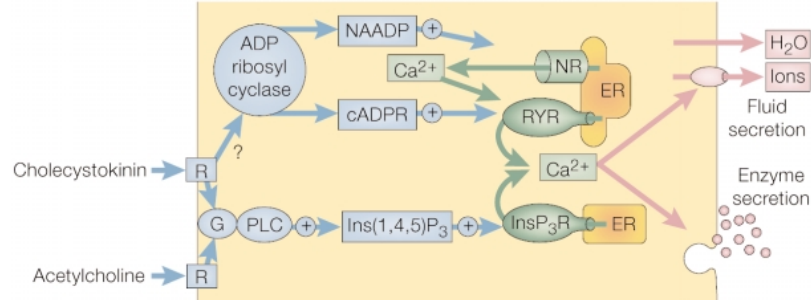 NAADP
+
H₂O
ADP
ribosyl
cyclase
Ca²⁺
NR
Ions
ER
cADPR
+
RYR
Fluid
secretion
?
Cholecystokinin
R
Ca²⁺
Enzyme
secretion
G
PLC
+
Ins(1,4,5)P₃
+
InsP₃R
ER
Acetylcholine
R